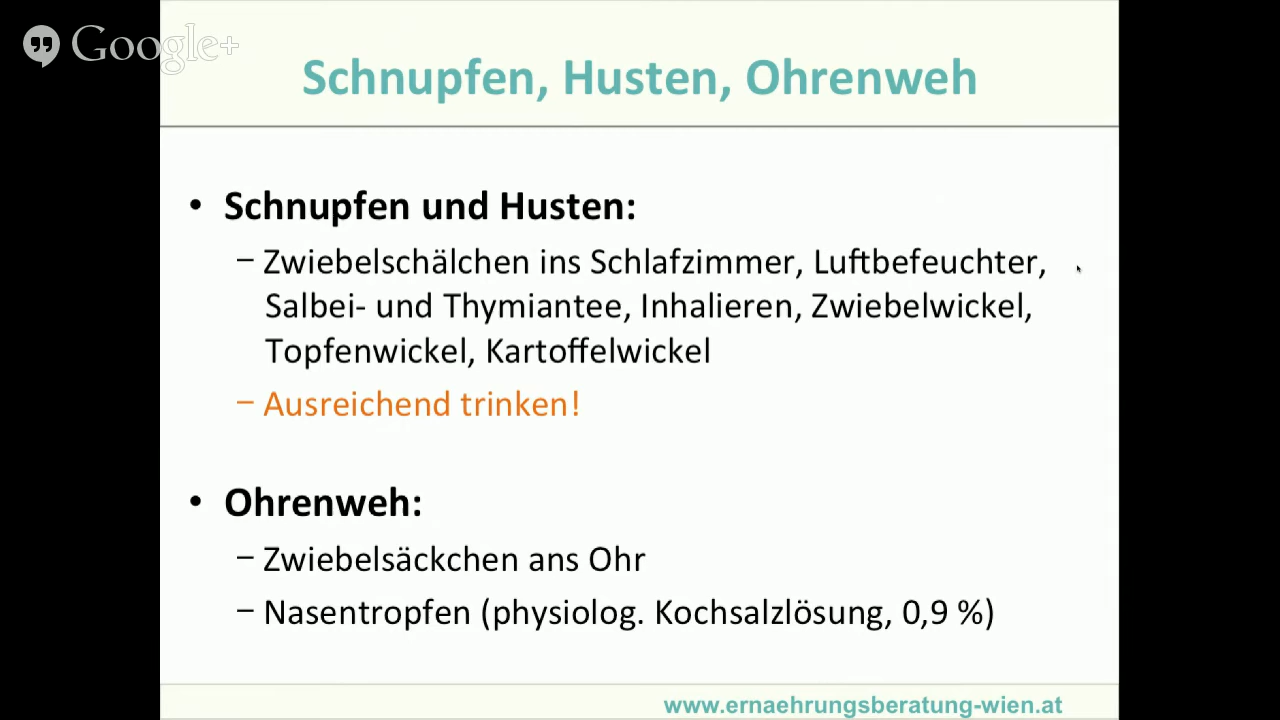 Google+
Schnupfen, Husten, Ohrenweh
• Schnupfen und Husten:
– Zwiebelschälchen ins Schlafzimmer, Luftbefeuchter,
Salbei- und Thymiantee, Inhalieren, Zwiebelwickel,
Topfenwickel, Kartoffelwickel
– Ausreichend trinken!
• Ohrenweh:
– Zwiebelsäckchen ans Ohr
– Nasentropfen (physiolog. Kochsalzlösung, 0,9 %)
www.ernaehrungsberatung-wien.at